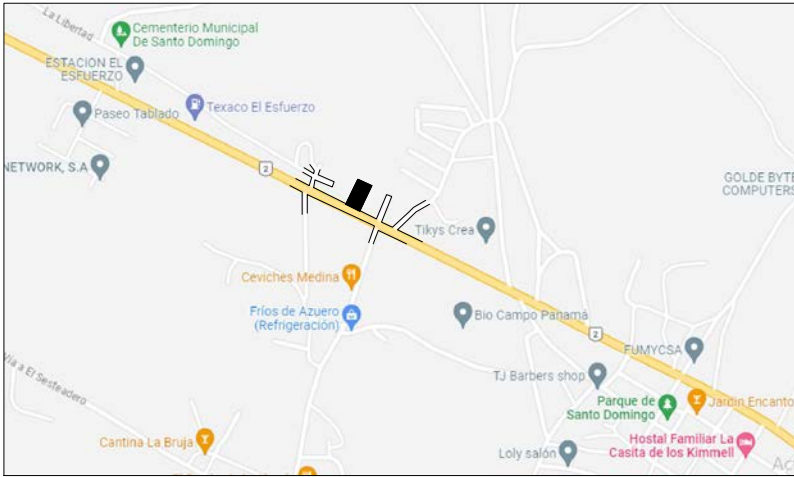 La Libertad
Cementerio Municipal
De Santo Domingo
ESTACION EL
ESFUERZO
Paseo Tablado
Texaco El Esfuerzo
NETWORK, S.A
2
GOLDE BYTE
COMPUTERS
Tikys Crea
Ceviches Medina
Fríos de Azuero
(Refrigeración)
Bio Campo Panamá
2
FUMYCSA
Vía a El Sesteadero
TJ Barbers shop
Parque de
Santo Domingo
Jardin Encanto
Cantina La Bruja
Hostal Familiar La
Casita de los Kimmell
Loly salón